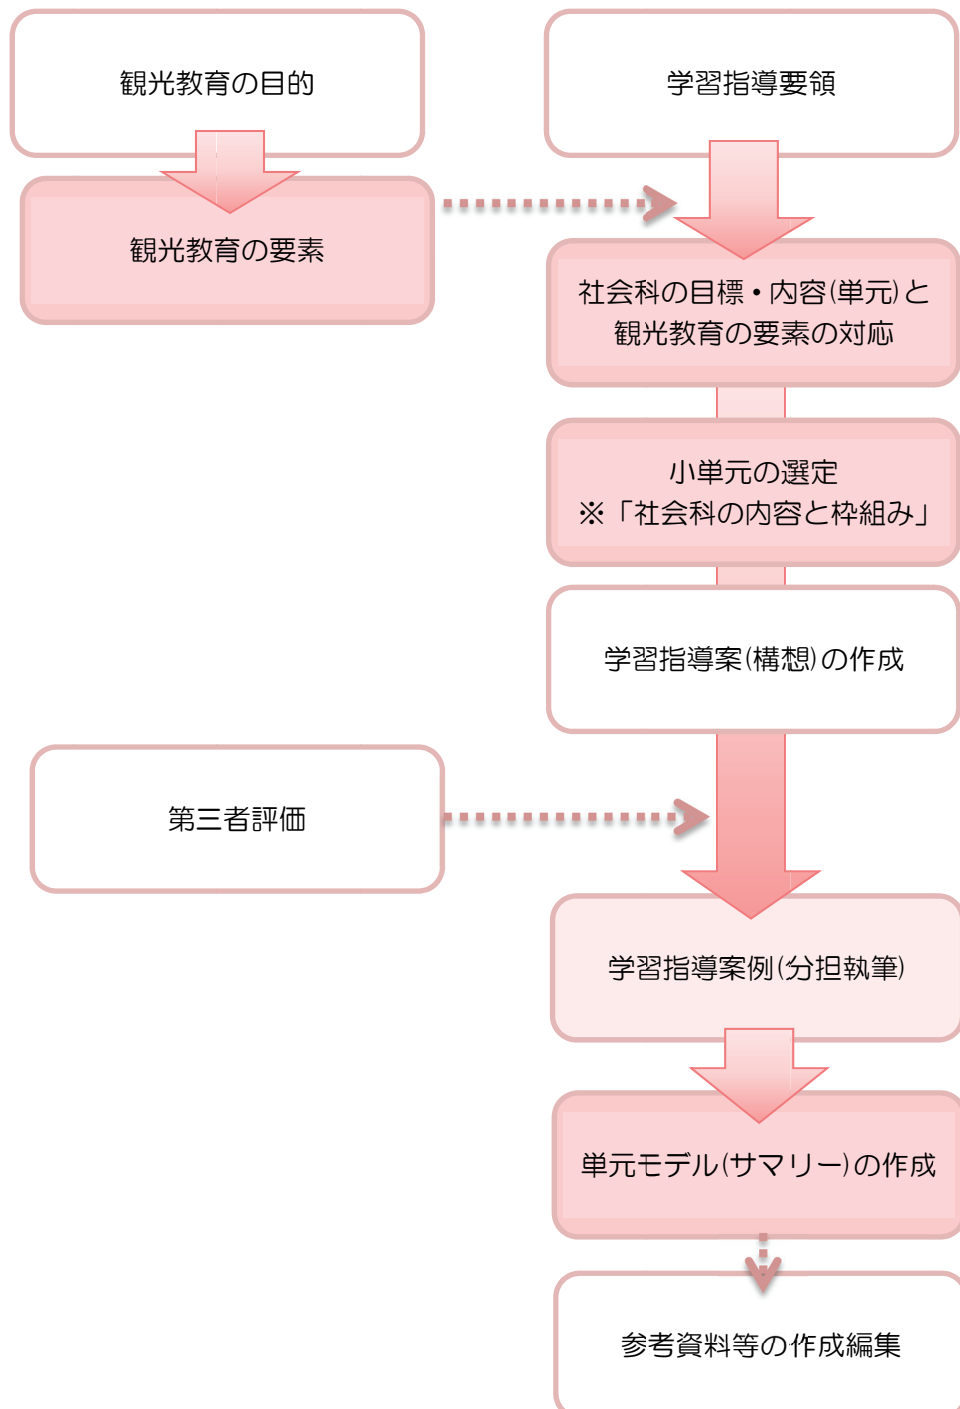 観光教育の目的
学習指導要領
観光教育の要素
社会科の目標・内容(単元)と
観光教育の要素の対応
小単元の選定
※「社会科の内容と枠組み」
学習指導案(構想)の作成
第三者評価
学習指導案例(分担執筆)
単元モデル(サマリー)の作成
参考資料等の作成編集